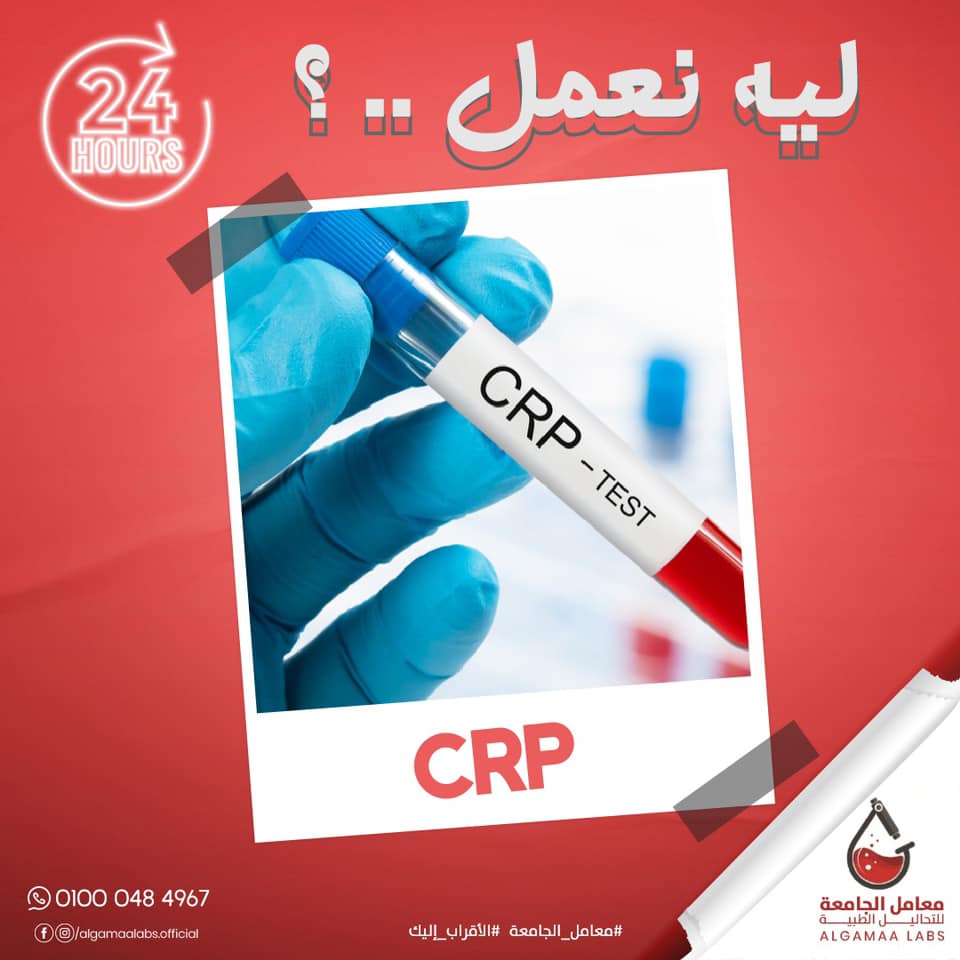 ليه نعمل .. ؟
24
HOURS
CRP - TEST
CRP
0100 048 4967
/algamaalabs.official
#معامل_الجامعة #الأقراب_إليك
معامل الجامعة
للتحاليل الطبية
ALGAMAA LABS